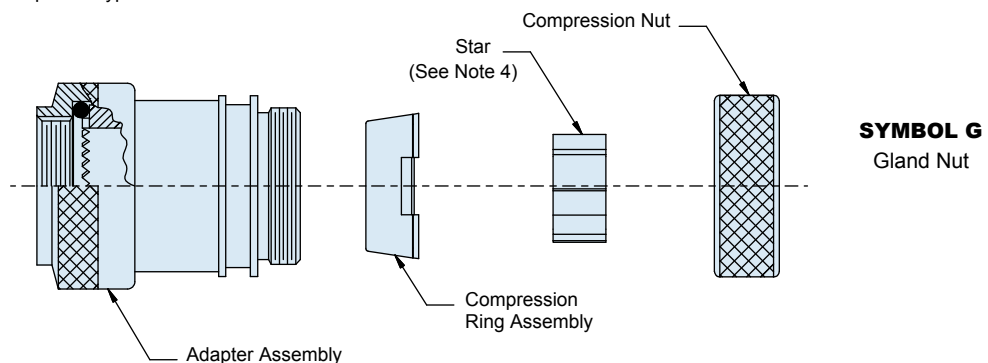 Compression Nut
Star
(See Note 4)
SYMBOL G
Gland Nut
Compression
Ring Assembly
Adapter Assembly